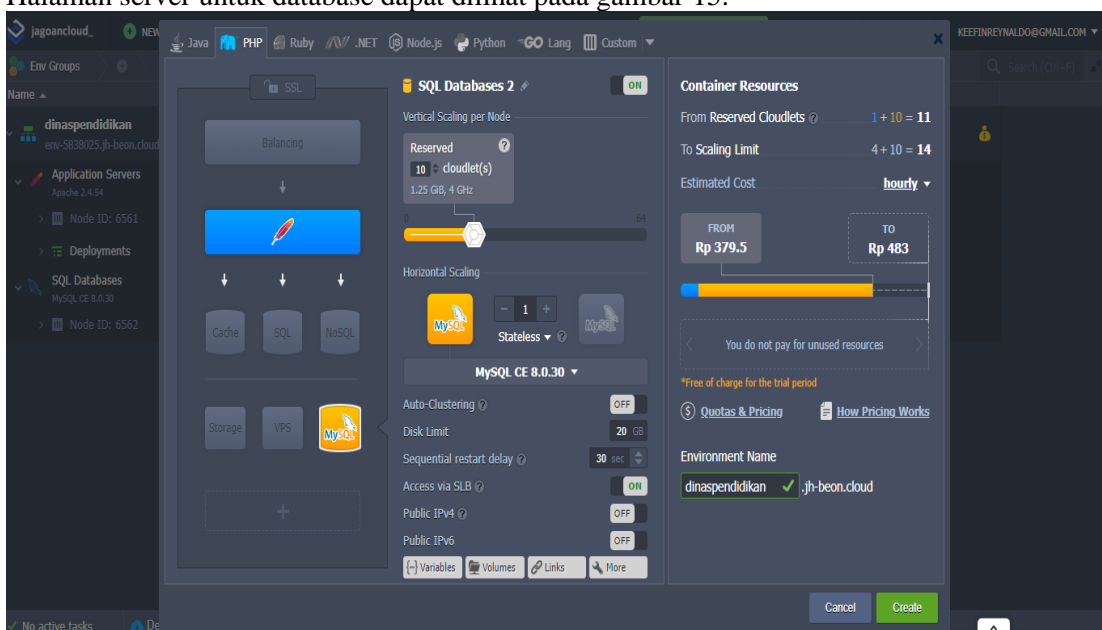 Halaman server untuk database dapat dilihat pada gambar 15.
jagoancloud_
NEW
KEEFINREYNALDO@GMAIL.COM
Java PHP Ruby .NET Node.js Python GO Lang Custom
Env Groups
Search (Ctrl+F)
Name
dinaspendidikan
env-5838025.jh-beon.cloud
Application Servers
Apache 2.4.54
Node ID: 6561
Deployments
SQL Databases
MySQL CE 8.0.30
Node ID: 6562
SSL
Balancing
Cache SQL NoSQL
Storage VPS MySQL
SQL Databases 2 ON
Vertical Scaling per Node
Reserved ?
10 cloudlet(s)
1.25 GiB, 4 GHz
0 64
Horizontal Scaling
MySQL - 1 + MySQL
Stateless ?
MySQL CE 8.0.30
Auto-Clustering ? OFF
Disk Limit 20 GB
Sequential restart delay ? 30 sec
Access via SLB ? ON
Public IPv4 ? OFF
Public IPv6 OFF
{-} Variables Volumes Links More
Container Resources
From Reserved Cloudlets ? 1 + 10 = 11
To Scaling Limit 4 + 10 = 14
Estimated Cost hourly
FROM
Rp 379.5
TO
Rp 483
You do not pay for unused resources
*Free of charge for the trial period
Quotas & Pricing How Pricing Works
Environment Name
dinaspendidikan .jh-beon.cloud
Cancel Create
No active tasks De